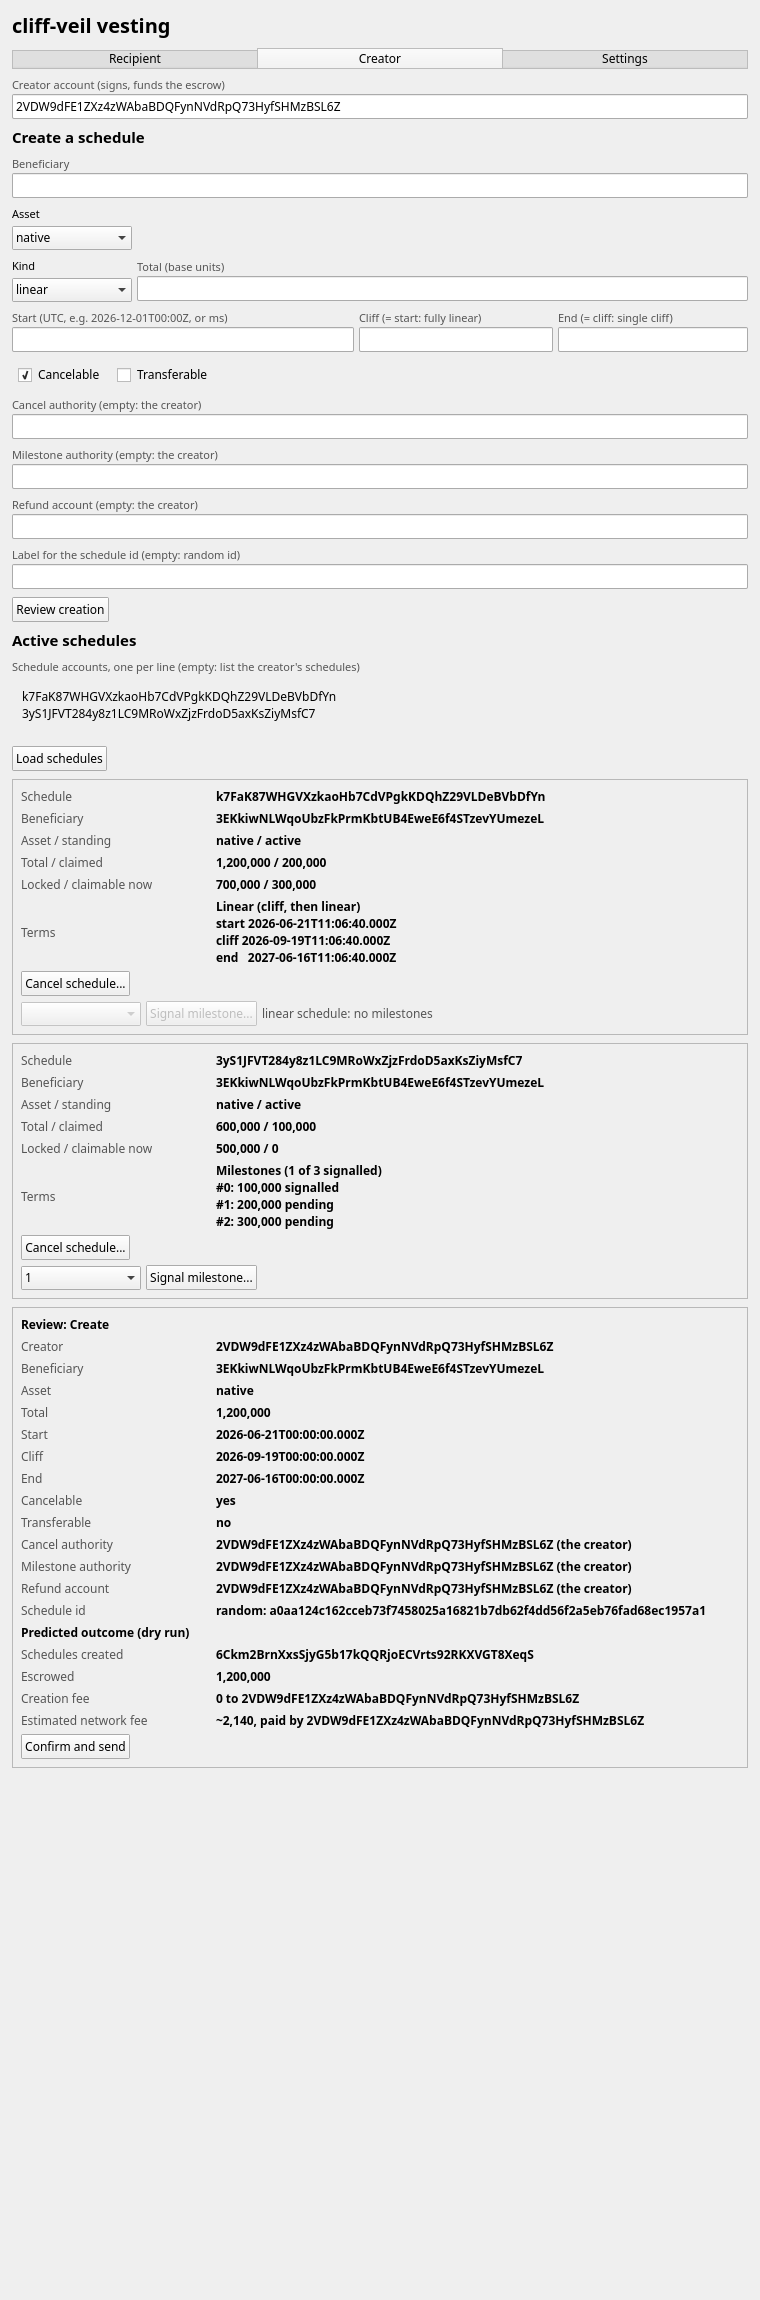 cliff-veil vesting
Recipient Creator Settings
Creator account (signs, funds the escrow)
2VDW9dFE1ZXz4zWAbaBDQFynNVdRpQ73HyfSHMzBSL6Z
Create a schedule
Beneficiary
Asset
native
Kind Total (base units)
linear
Start (UTC, e.g. 2026-12-01T00:00Z, or ms) Cliff (= start: fully linear) End (= cliff: single cliff)
Cancelable Transferable
Cancel authority (empty: the creator)
Milestone authority (empty: the creator)
Refund account (empty: the creator)
Label for the schedule id (empty: random id)
Review creation
Active schedules
Schedule accounts, one per line (empty: list the creator's schedules)
k7FaK87WHGVXzkaoHb7CdVPgkKDQhZ29VLDeBVbDfYn
3yS1JFVT284y8z1LC9MRoWxZjzFrdoD5axKsZiyMsfC7
Load schedules
Schedule k7FaK87WHGVXzkaoHb7CdVPgkKDQhZ29VLDeBVbDfYn
Beneficiary 3EKkiwNLWqoUbzFkPrmKbtUB4EweE6f4STzevYUmezeL
Asset / standing native / active
Total / claimed 1,200,000 / 200,000
Locked / claimable now 700,000 / 300,000
Terms Linear (cliff, then linear)
start 2026-06-21T11:06:40.000Z
cliff 2026-09-19T11:06:40.000Z
end 2027-06-16T11:06:40.000Z
Cancel schedule...
Signal milestone... linear schedule: no milestones
Schedule 3yS1JFVT284y8z1LC9MRoWxZjzFrdoD5axKsZiyMsfC7
Beneficiary 3EKkiwNLWqoUbzFkPrmKbtUB4EweE6f4STzevYUmezeL
Asset / standing native / active
Total / claimed 600,000 / 100,000
Locked / claimable now 500,000 / 0
Terms Milestones (1 of 3 signalled)
#0: 100,000 signalled
#1: 200,000 pending
#2: 300,000 pending
Cancel schedule...
1 Signal milestone...
Review: Create
Creator 2VDW9dFE1ZXz4zWAbaBDQFynNVdRpQ73HyfSHMzBSL6Z
Beneficiary 3EKkiwNLWqoUbzFkPrmKbtUB4EweE6f4STzevYUmezeL
Asset native
Total 1,200,000
Start 2026-06-21T00:00:00.000Z
Cliff 2026-09-19T00:00:00.000Z
End 2027-06-16T00:00:00.000Z
Cancelable yes
Transferable no
Cancel authority 2VDW9dFE1ZXz4zWAbaBDQFynNVdRpQ73HyfSHMzBSL6Z (the creator)
Milestone authority 2VDW9dFE1ZXz4zWAbaBDQFynNVdRpQ73HyfSHMzBSL6Z (the creator)
Refund account 2VDW9dFE1ZXz4zWAbaBDQFynNVdRpQ73HyfSHMzBSL6Z (the creator)
Schedule id random: a0aa124c162cceb73f7458025a16821b7db62f4dd56f2a5eb76fad68ec1957a1
Predicted outcome (dry run)
Schedules created 6Ckm2BrnXxsSjyG5b17kQQRjoECVrts92RKXVGT8XeqS
Escrowed 1,200,000
Creation fee 0 to 2VDW9dFE1ZXz4zWAbaBDQFynNVdRpQ73HyfSHMzBSL6Z
Estimated network fee ~2,140, paid by 2VDW9dFE1ZXz4zWAbaBDQFynNVdRpQ73HyfSHMzBSL6Z
Confirm and send